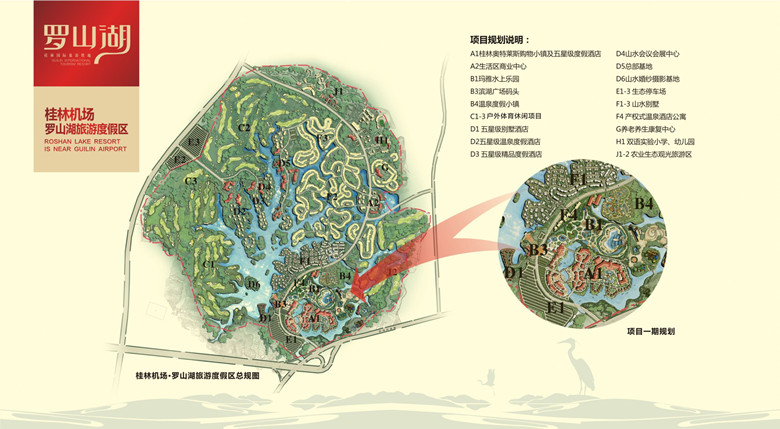 罗山湖
桂林机场
罗山湖旅游度假区
ROSHAN LAKE RESORT
IS NEAR GUILIN AIRPORT
项目规划说明：
A1桂林奥特莱斯购物小镇及五星级度假酒店
A2生活区商业中心
B1玛雅水上乐园
B3滨湖广场码头
B4温泉度假小镇
C1-3户外体育休闲项目
D1 五星级别墅酒店
D2五星级温泉度假酒店
D3 五星级精品度假酒店
D4山水会议会展中心
D5总部基地
D6山水婚纱摄影基地
E1-3 生态停车场
F1-3 山水别墅
F4 产权式温泉酒店公寓
G养老养生康复中心
H1 双语实验小学、幼儿园
J1-2 农业生态观光旅游区
J1
C2
E3
F3
H1
E2
D5
G
C3
D4
D3
D2
A2
C1
F1
B4
J2
D6
F4
B1
B3
D1
A1
E1
F1
B4
F4
B1
B3
D1
A1
E1
项目一期规划
桂林机场·罗山湖旅游度假区总规图